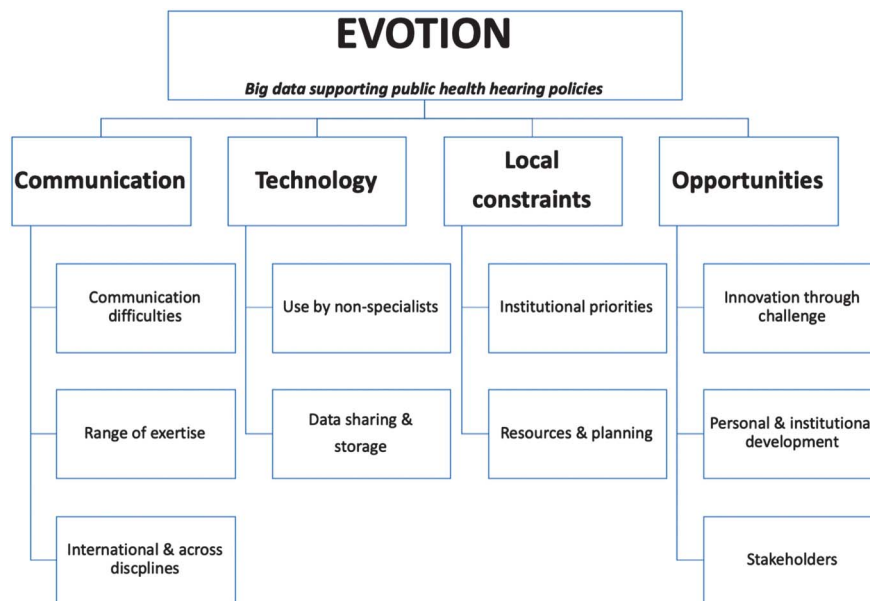 EVOTION
Big data supporting public health hearing policies
Communication
Technology
Local
constraints
Opportunities
Communication
difficulties
Range of exertise
International & across
discplines
Use by non-specialists
Data sharing &
storage
Institutional priorities
Resources & planning
Innovation through
challenge
Personal & institutiona
development
Stakeholders